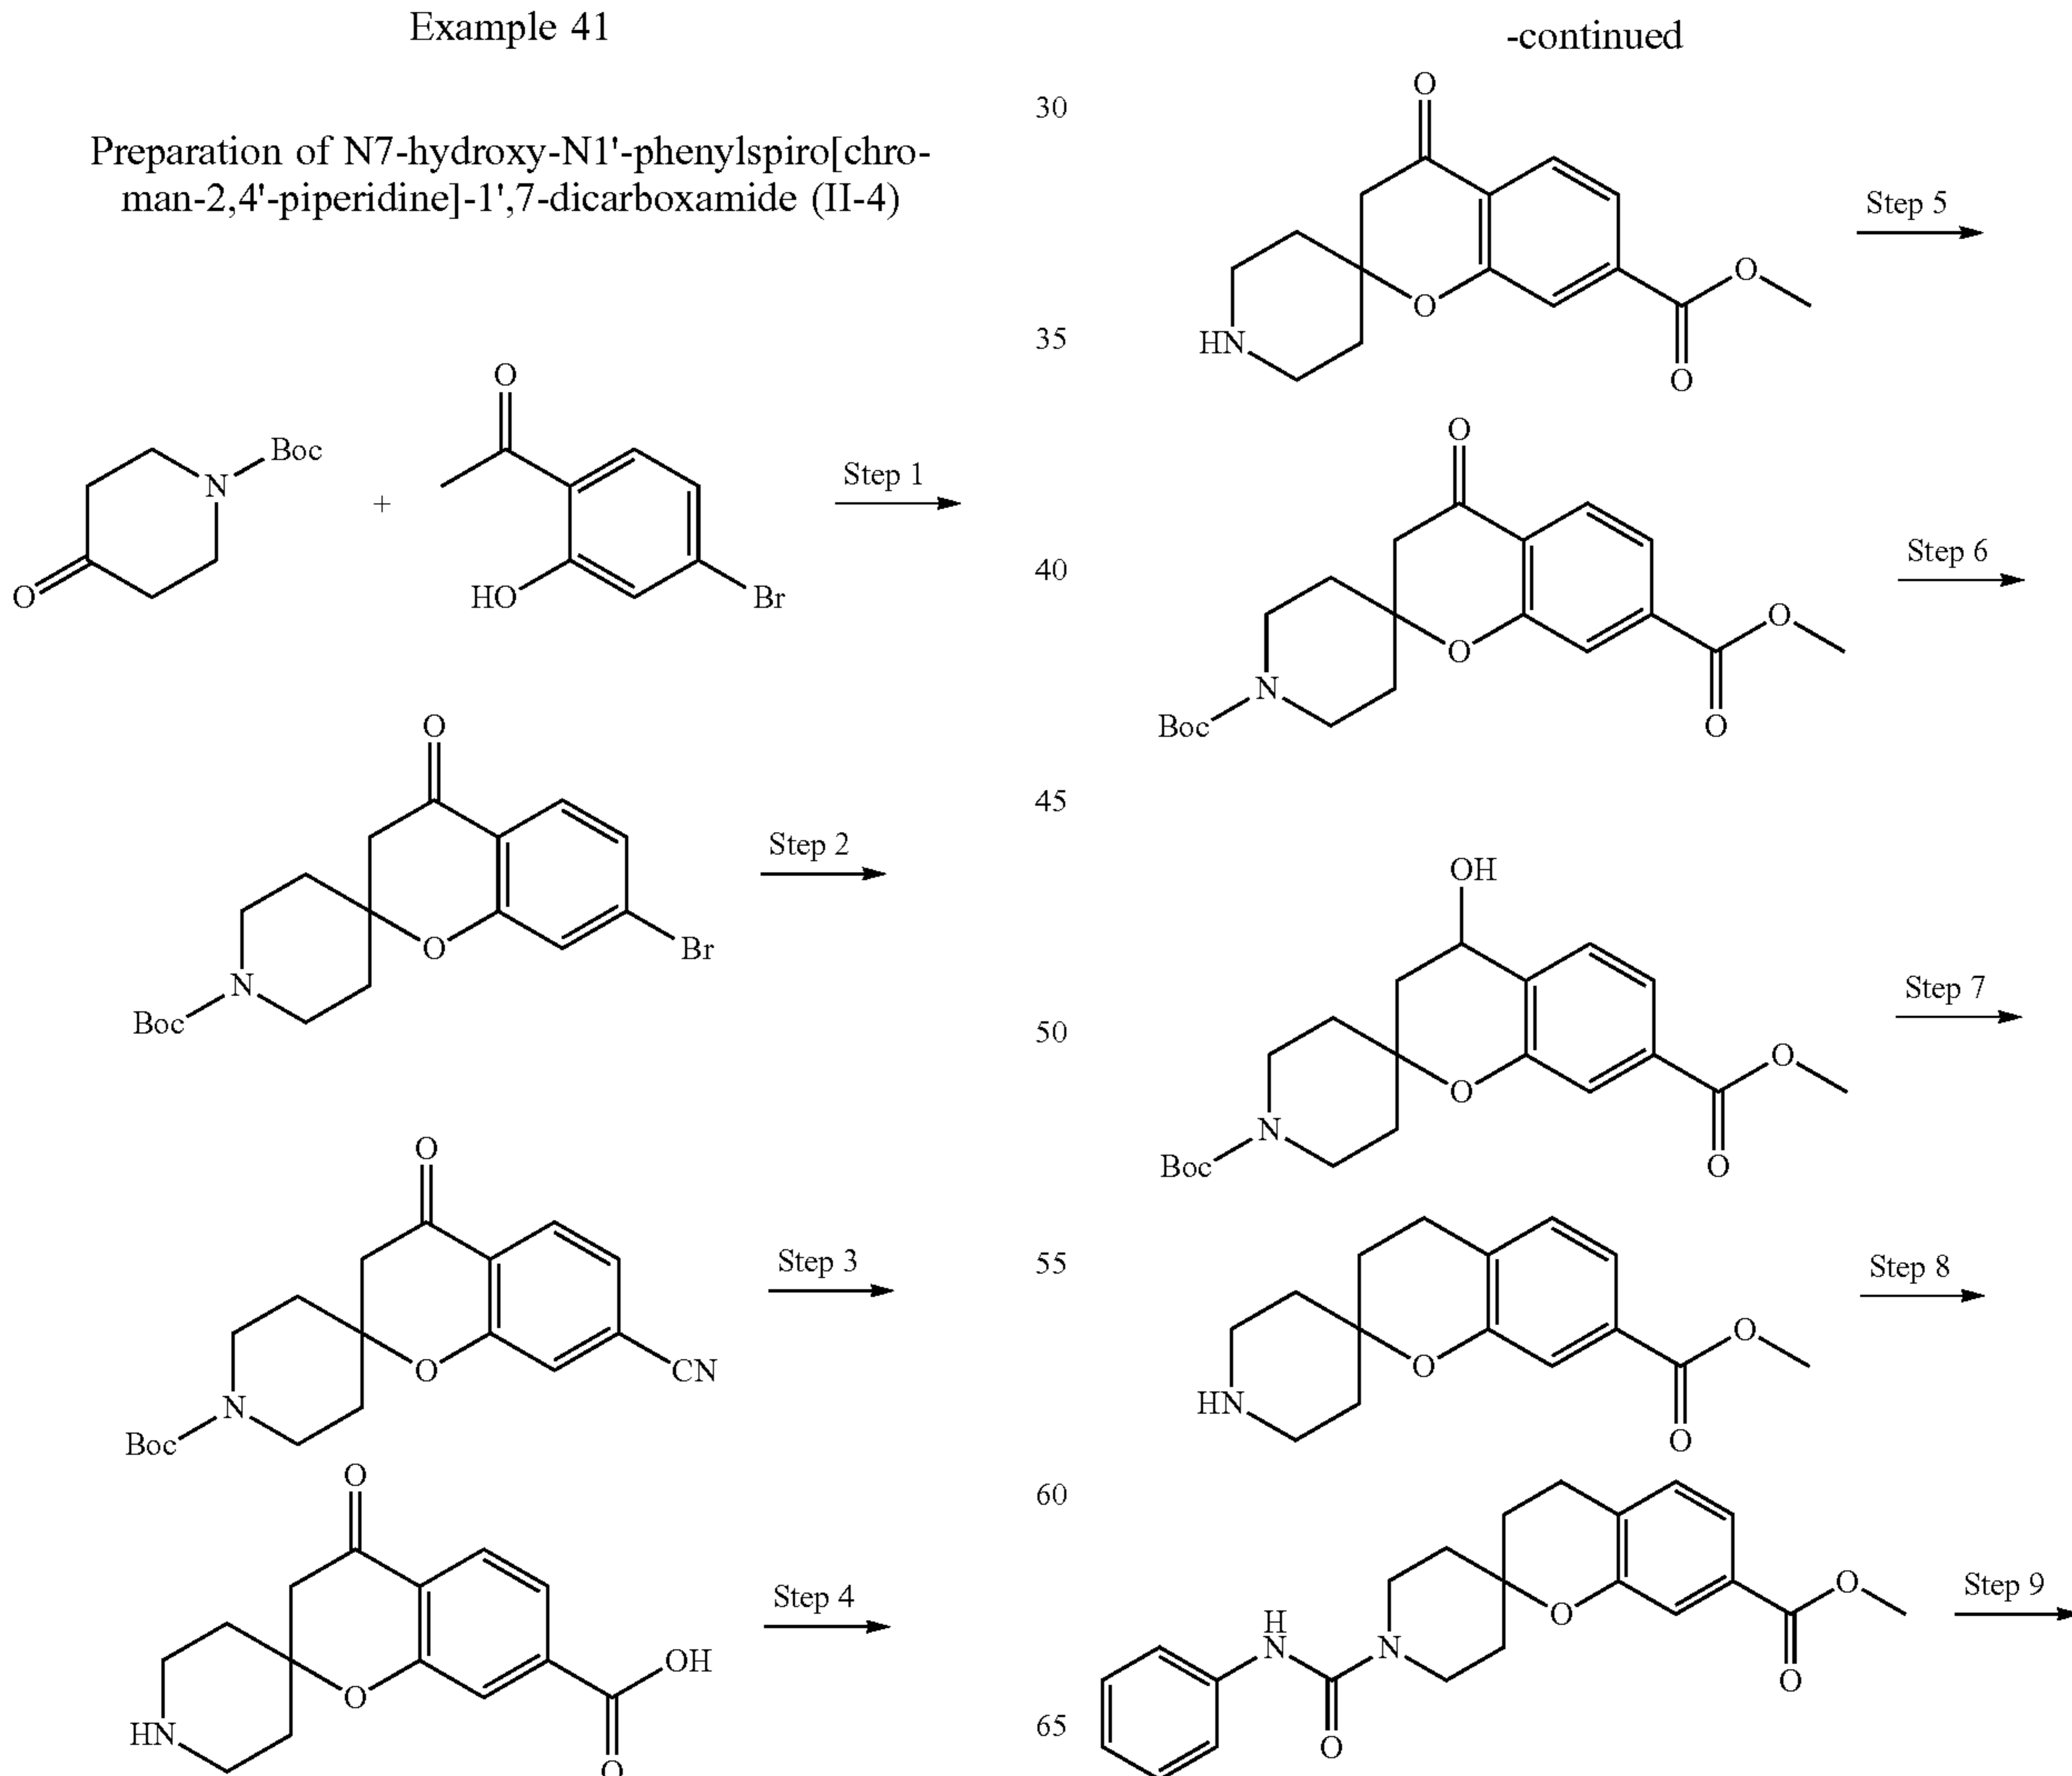 Example 41
Preparation of N7-hydroxy-N1'-phenylspiro[chro-
man-2,4'-piperidine]-1',7-dicarboxamide (II-4)
O
N
Boc
+
O
HO
Br
Step 1
O
O
Br
N
Boc
Step 2
O
O
CN
N
Boc
Step 3
O
O
OH
O
HN
Step 4
30
35
40
45
50
55
60
65
-continued
O
O
O
O
HN
Step 5
O
O
O
O
N
Boc
Step 6
OH
O
O
O
N
Boc
Step 7
O
O
O
HN
Step 8
O
O
O
H
N
N
O
Step 9